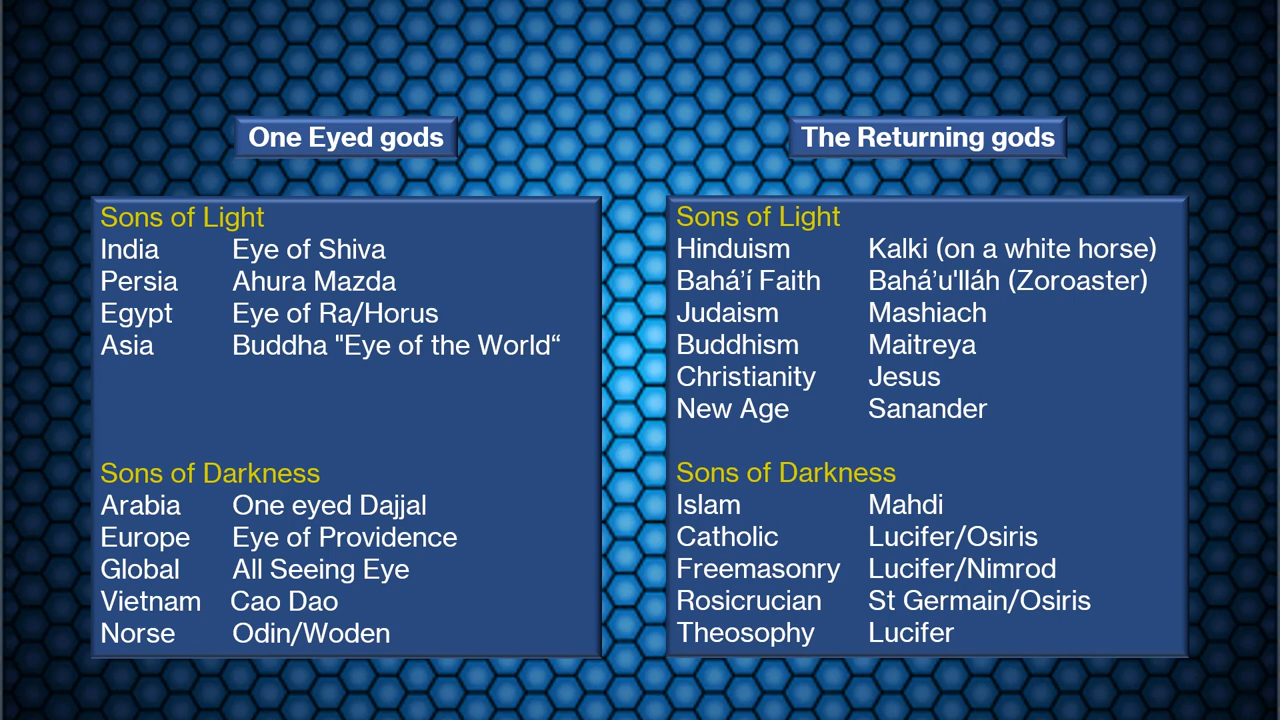 One Eyed gods
Sons of Light
India Eye of Shiva
Persia Ahura Mazda
Egypt Eye of Ra/Horus
Asia Buddha "Eye of the World“
Sons of Darkness
Arabia One eyed Dajjal
Europe Eye of Providence
Global All Seeing Eye
Vietnam Cao Dao
Norse Odin/Woden
The Returning gods
Sons of Light
Hinduism Kalki (on a white horse)
Bahá’í Faith Bahá’u'lláh (Zoroaster)
Judaism Mashiach
Buddhism Maitreya
Christianity Jesus
New Age Sanander
Sons of Darkness
Islam Mahdi
Catholic Lucifer/Osiris
Freemasonry Lucifer/Nimrod
Rosicrucian St Germain/Osiris
Theosophy Lucifer